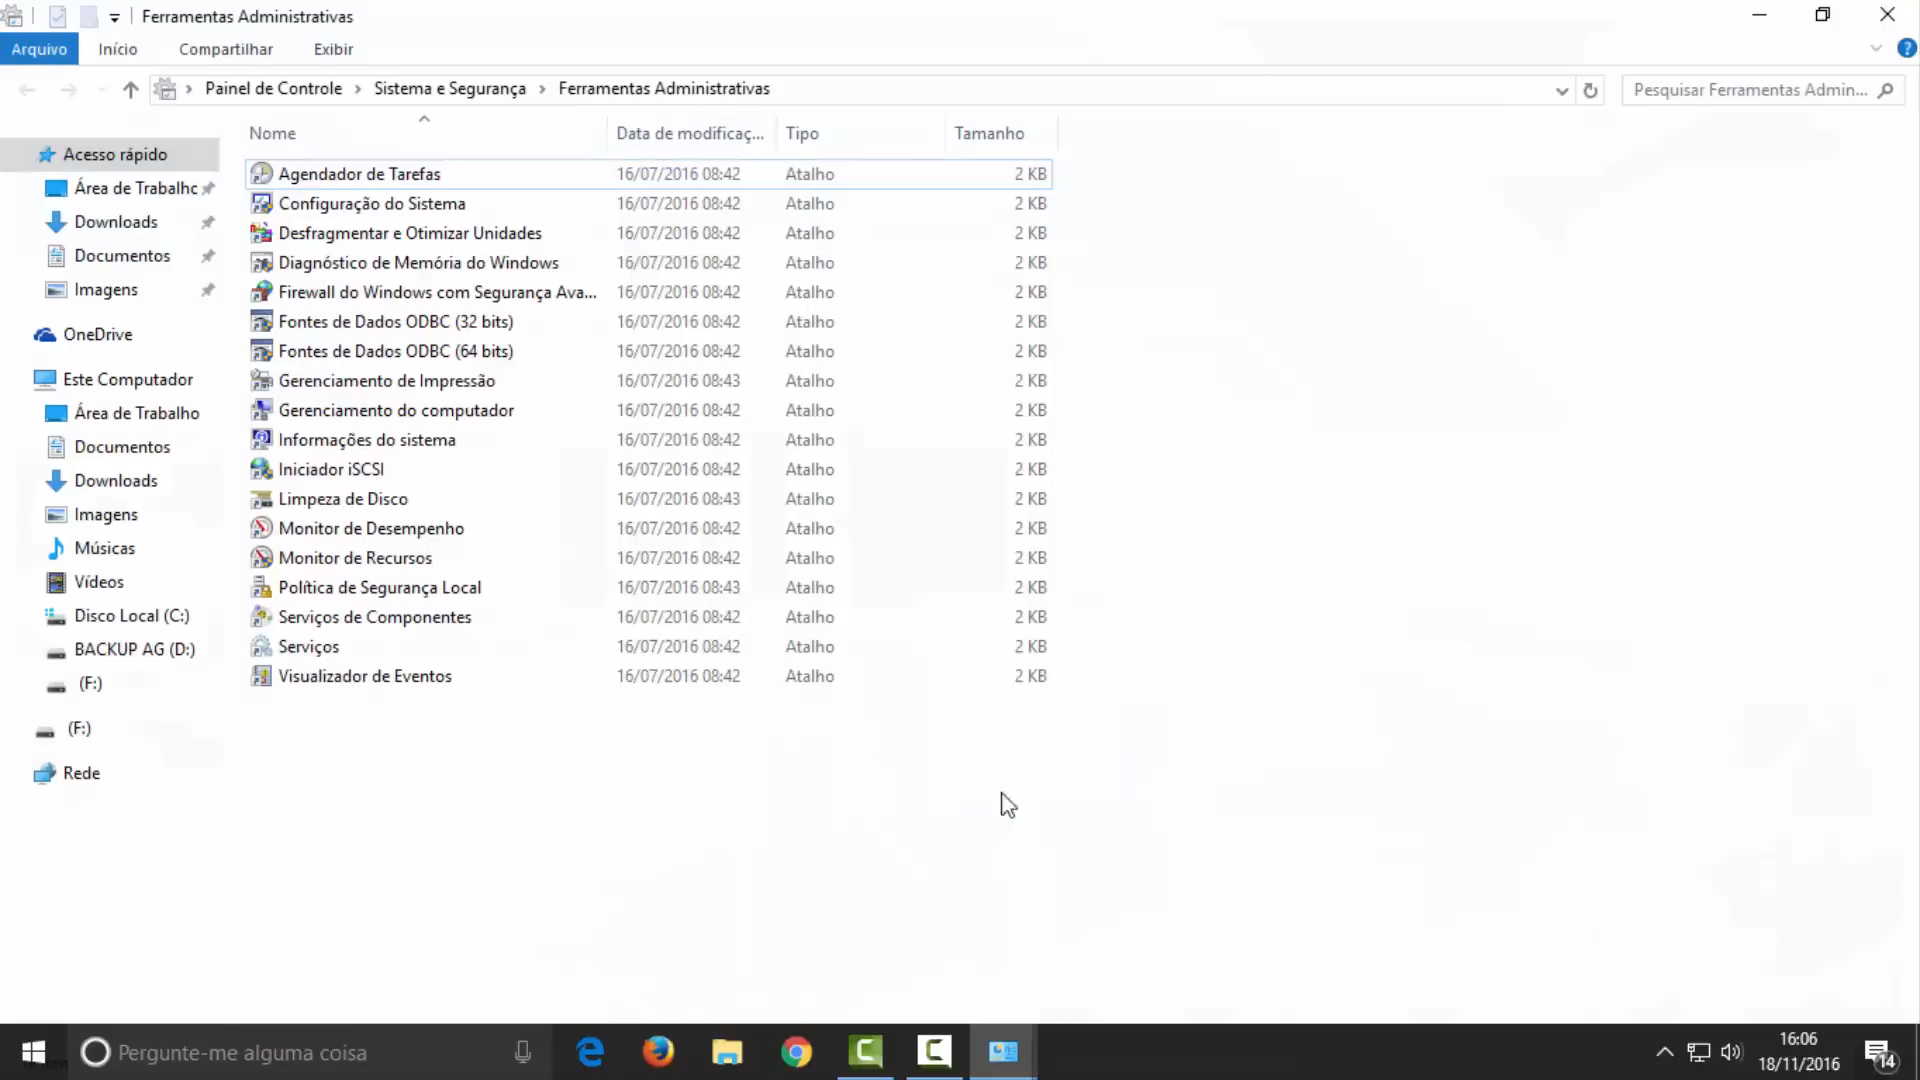 Ferramentas Administrativas
Arquivo Início Compartilhar Exibir
Painel de Controle Sistema e Segurança Ferramentas Administrativas Pesquisar Ferramentas Admin...
Nome Data de modificaç... Tipo Tamanho
Acesso rápido
Área de Trabalho
Downloads
Documentos
Imagens
OneDrive
Este Computador
Área de Trabalho
Documentos
Downloads
Imagens
Músicas
Vídeos
Disco Local (C:)
BACKUP AG (D:)
(F:)
(F:)
Rede
Agendador de Tarefas 16/07/2016 08:42 Atalho 2 KB
Configuração do Sistema 16/07/2016 08:42 Atalho 2 KB
Desfragmentar e Otimizar Unidades 16/07/2016 08:42 Atalho 2 KB
Diagnóstico de Memória do Windows 16/07/2016 08:42 Atalho 2 KB
Firewall do Windows com Segurança Ava... 16/07/2016 08:42 Atalho 2 KB
Fontes de Dados ODBC (32 bits) 16/07/2016 08:42 Atalho 2 KB
Fontes de Dados ODBC (64 bits) 16/07/2016 08:42 Atalho 2 KB
Gerenciamento de Impressão 16/07/2016 08:43 Atalho 2 KB
Gerenciamento do computador 16/07/2016 08:42 Atalho 2 KB
Informações do sistema 16/07/2016 08:42 Atalho 2 KB
Iniciador iSCSI 16/07/2016 08:42 Atalho 2 KB
Limpeza de Disco 16/07/2016 08:43 Atalho 2 KB
Monitor de Desempenho 16/07/2016 08:42 Atalho 2 KB
Monitor de Recursos 16/07/2016 08:42 Atalho 2 KB
Política de Segurança Local 16/07/2016 08:43 Atalho 2 KB
Serviços de Componentes 16/07/2016 08:42 Atalho 2 KB
Serviços 16/07/2016 08:42 Atalho 2 KB
Visualizador de Eventos 16/07/2016 08:42 Atalho 2 KB
Pergunte-me alguma coisa
16:06
18/11/2016
14